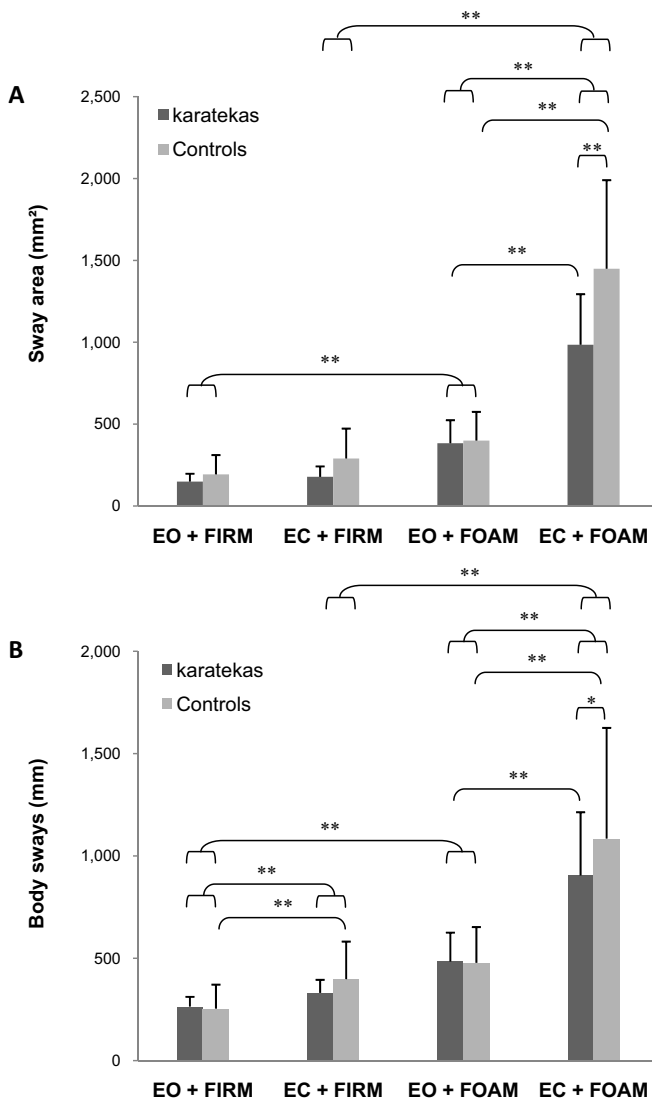 **
**
A
2,500
karatekas
**
Controls
**
2,000
Sway area (mm²)
1,500
**
1,000
**
500
0
EO + FIRM EC + FIRM EO + FOAM EC + FOAM
**
**
B
2,000
karatekas
**
Controls
*
1,500
Body sways (mm)
**
1,000
**
**
**
500
0
EO + FIRM EC + FIRM EO + FOAM EC + FOAM